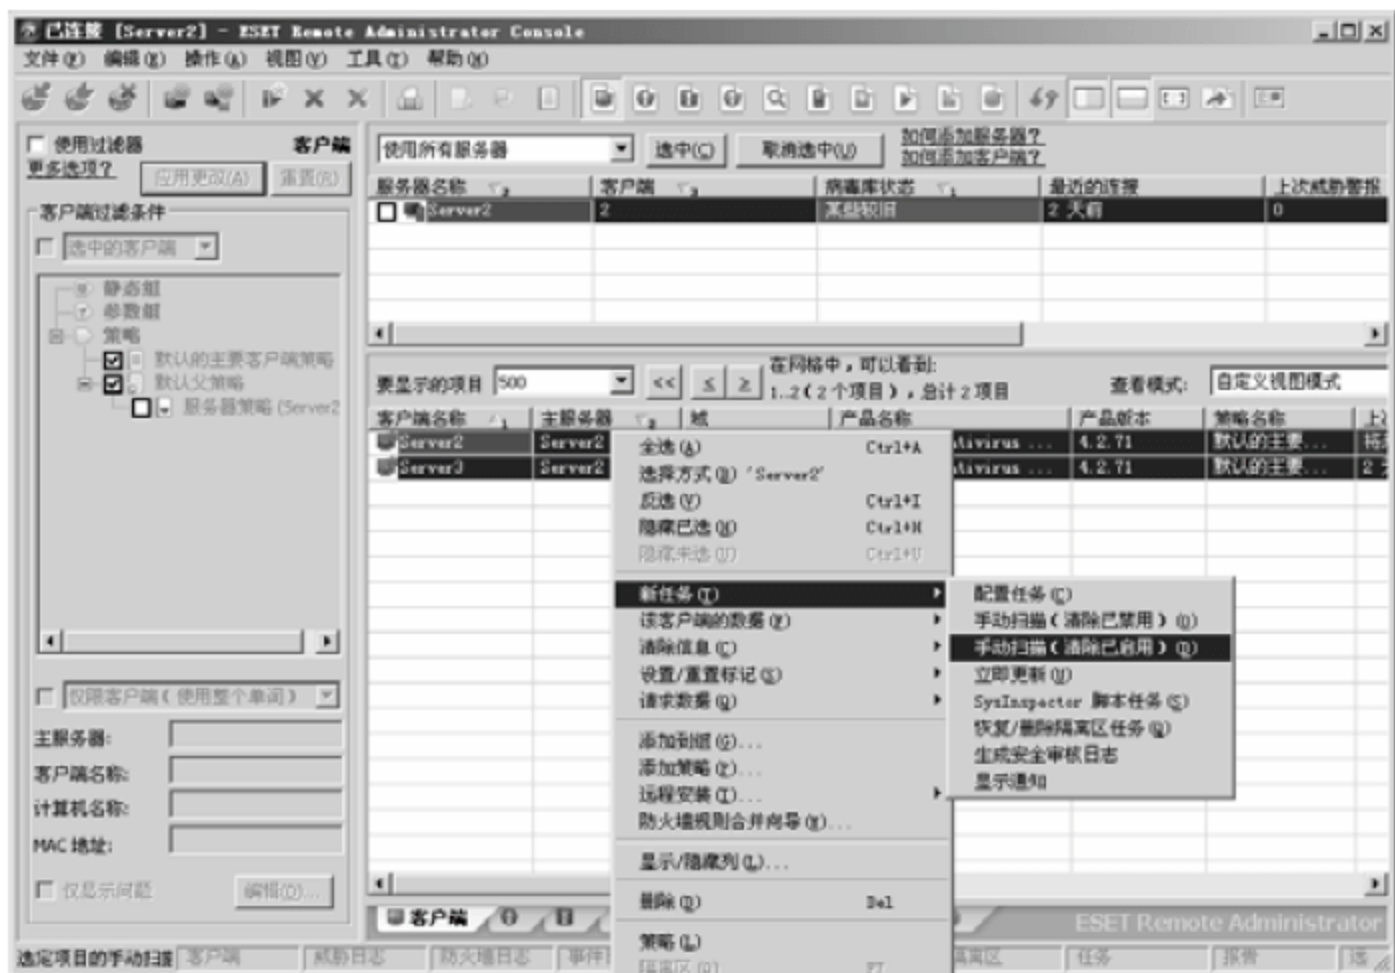 已连接 [Server2] - ESET Remote Administrator Console
文件(F) 编辑(E) 操作(A) 视图(V) 工具(T) 帮助(H)
使用过滤器 客户端
更多选项?
应用更改(A) 重置(R)
客户端过滤条件
选中的客户端
静态组
参数组
策略
默认的主要客户端策略
默认父策略
服务器策略 (Server2
仅限客户端(使用整个单词)
主服务器:
客户端名称:
计算机名称:
MAC 地址:
仅显示问题 编辑(O)...
使用所有服务器 选中(C) 取消选中(U)
如何添加服务器?
如何添加客户端?
服务器名称 客户端 病毒库状态 最近的连接 上次威胁警报
Server2 2 某些较旧 2 天前 0
要显示的项目 500 << ≤ ≥
在网格中，可以看到:
1..2(2个项目)，总计2项目
查看模式: 自定义视图模式
客户端名称 主服务器 域 产品名称 产品版本 策略名称 上
Server2 Server2 tivirus ... 4.2.71 默认的主要...
Server3 Server2 tivirus ... 4.2.71 默认的主要... 2
全选(A) Ctrl+A
选择方式(B) 'Server2'
反选(V) Ctrl+I
隐藏已选(H) Ctrl+H
隐藏未选(U) Ctrl+U
新任务(T)
该客户端的数据(F)
清除信息(C)
设置/重置标记(S)
请求数据(Q)
添加到组(G)...
添加策略(P)...
远程安装(I)...
防火墙规则合并向导(M)...
显示/隐藏列(L)...
删除(D) Del
策略(L)
隔离区(Q) F7
配置任务(C)
手动扫描(清除已禁用)(D)
手动扫描(清除已启用)(D)
立即更新(U)
SysInspector 脚本任务(S)
恢复/删除隔离区任务(Q)
生成安全审核日志
显示通知
客户端
ESET Remote Administrator
选定项目的手动扫描 客户端 威胁日志 防火墙日志 事件 隔离区 任务 报告 远